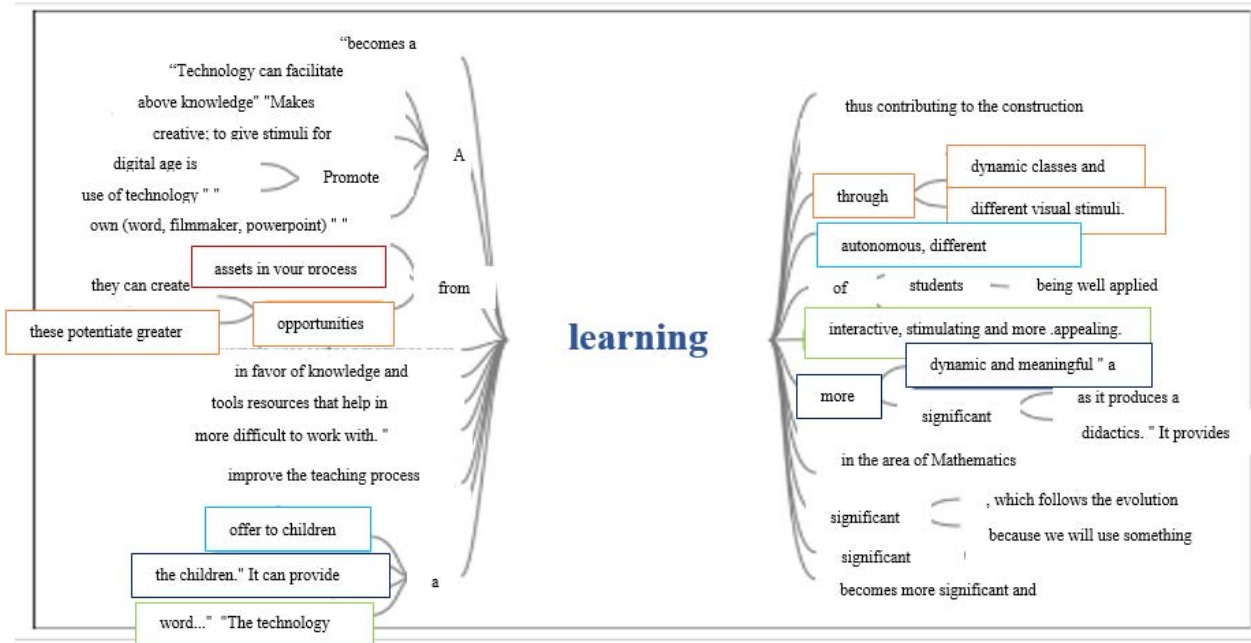 “becomes a
“Technology can facilitate
above knowledge" "Makes
creative; to give stimuli for
A
digital age is
Promote
use of technology " "
own (word, filmmaker, powerpoint) " "
assets in your process
they can create
from
opportunities
these potentiate greater
in favor of knowledge and
tools resources that help in
more difficult to work with. "
improve the teaching process
offer to children
the children." It can provide
a
word..." "The technology
learning
thus contributing to the construction
dynamic classes and
through
different visual stimuli.
autonomous, different
of
students
being well applied
interactive, stimulating and more .appealing.
dynamic and meaningful " a
more
significant
as it produces a
didactics. " It provides
in the area of Mathematics
significant
, which follows the evolution
because we will use something
significant
becomes more significant and